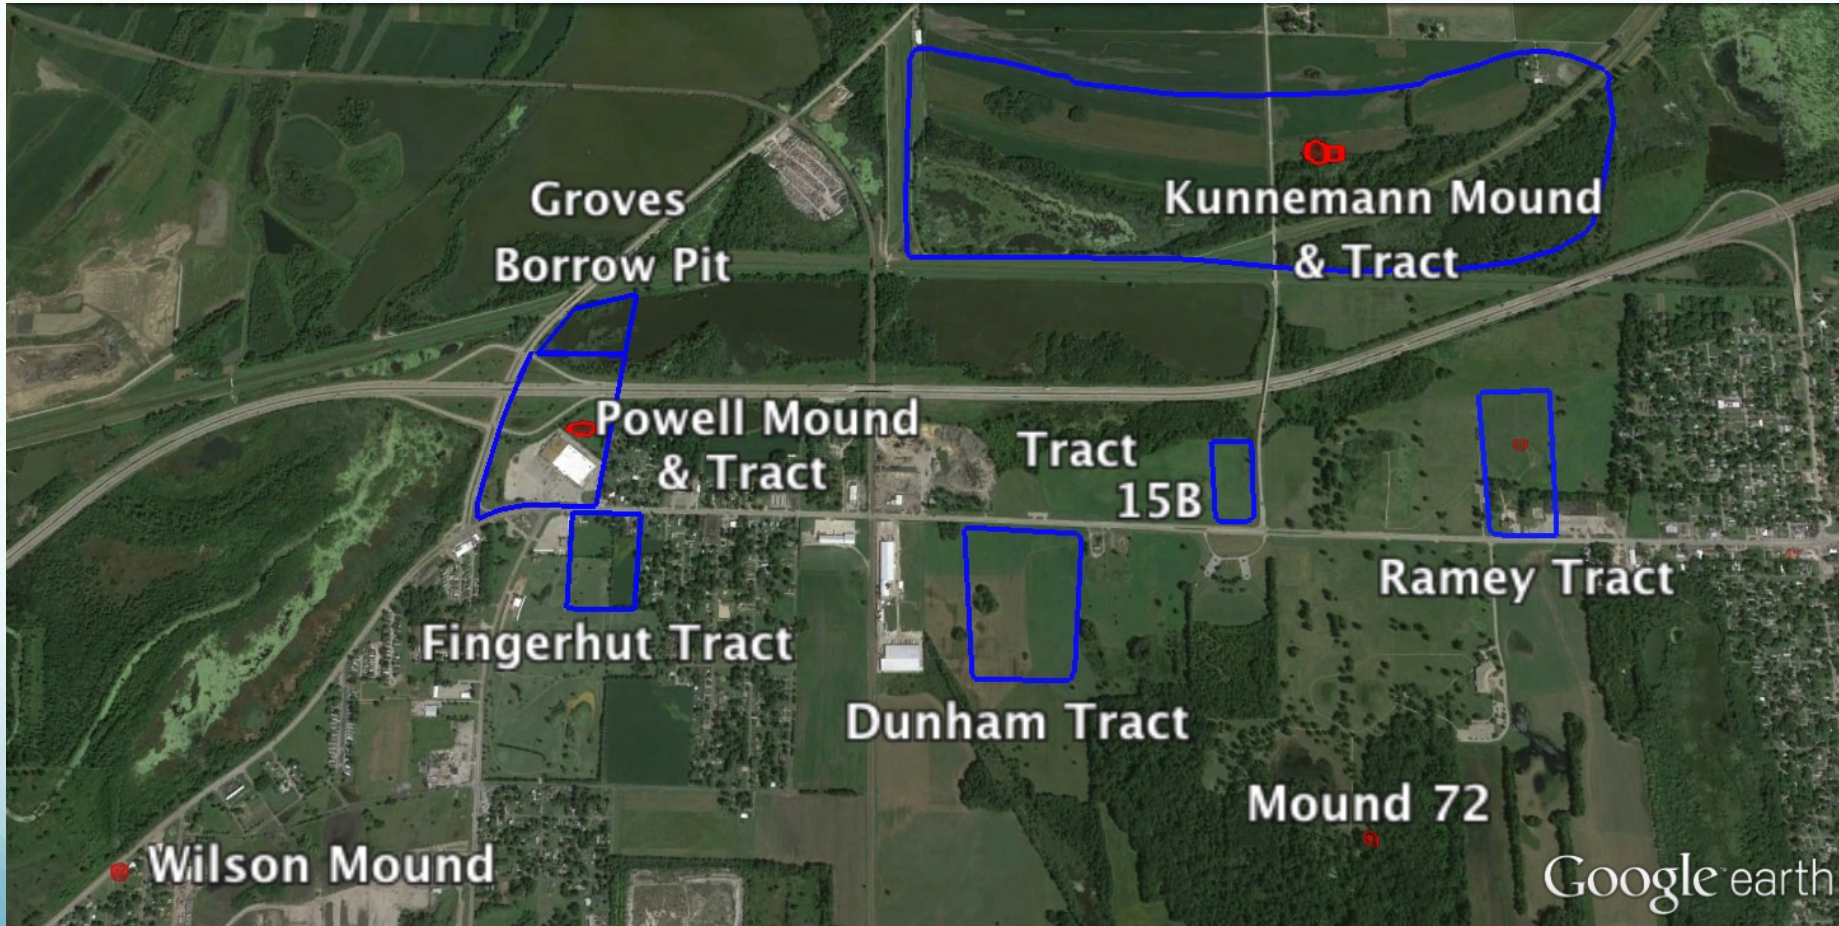 Groves
Borrow Pit
Kunnemann Mound
& Tract
Powell Mound
& Tract
Tract
15B
Ramey Tract
Fingerhut Tract
Dunham Tract
Mound 72
Wilson Mound
Google earth